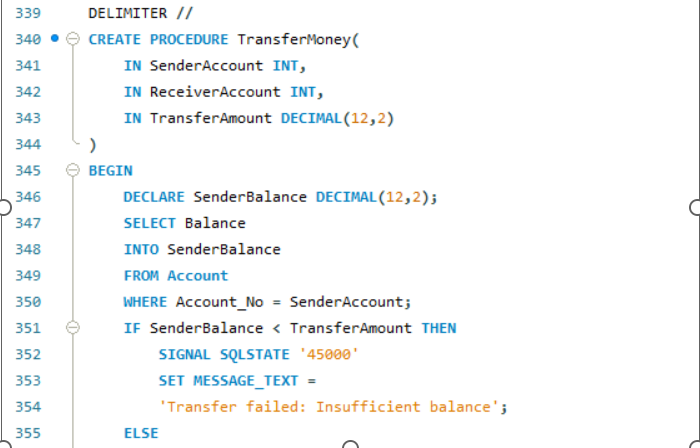 339 DELIMITER //
340 CREATE PROCEDURE TransferMoney(
341 IN SenderAccount INT,
342 IN ReceiverAccount INT,
343 IN TransferAmount DECIMAL(12,2)
344 )
345 BEGIN
346 DECLARE SenderBalance DECIMAL(12,2);
347 SELECT Balance
348 INTO SenderBalance
349 FROM Account
350 WHERE Account_No = SenderAccount;
351 IF SenderBalance < TransferAmount THEN
352 SIGNAL SQLSTATE '45000'
353 SET MESSAGE_TEXT =
354 'Transfer failed: Insufficient balance';
355 ELSE